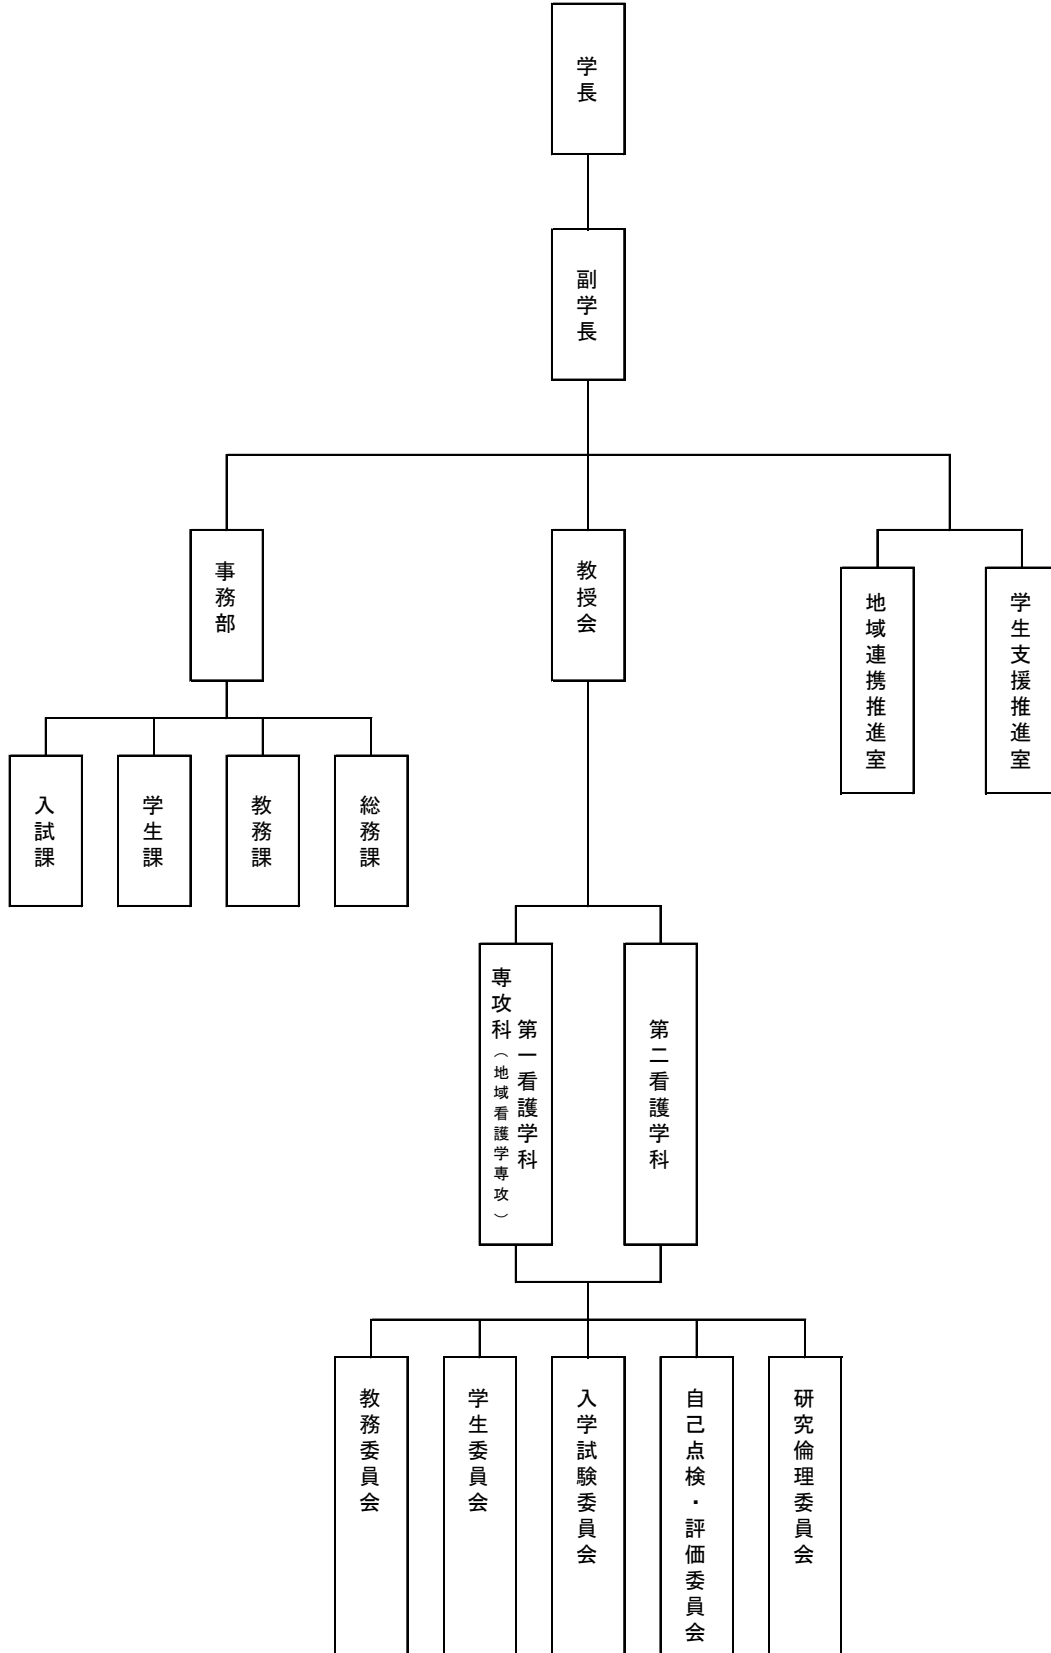 学長
副学長
事務部
教授会
地域連携推進室
学生支援推進室
入試課
学生課
教務課
総務課
第一看護学科
専攻科（地域看護学専攻）
第二看護学科
教務委員会
学生委員会
入学試験委員会
自己点検・評価委員会
研究倫理委員会